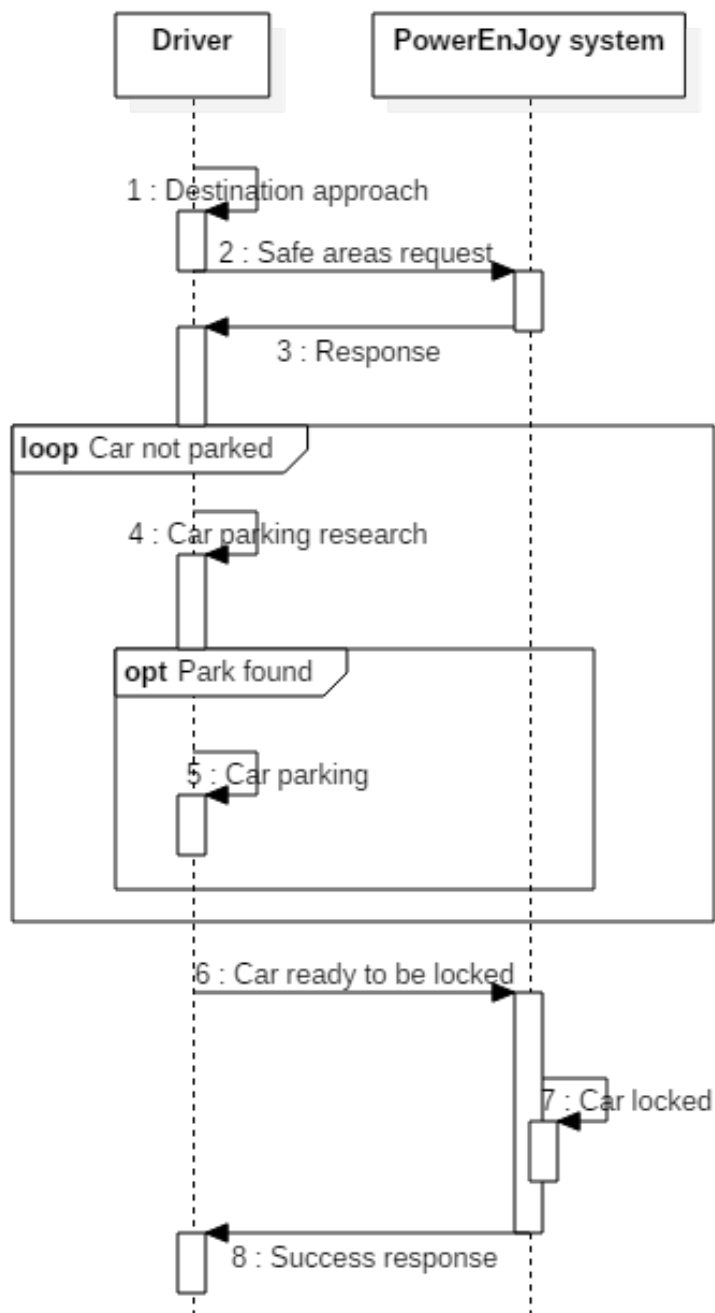 Driver
PowerEnJoy system
1 : Destination approach
2 : Safe areas request
3 : Response
loop Car not parked
4 : Car parking research
opt Park found
5 : Car parking
6 : Car ready to be locked
7 : Car locked
8 : Success response